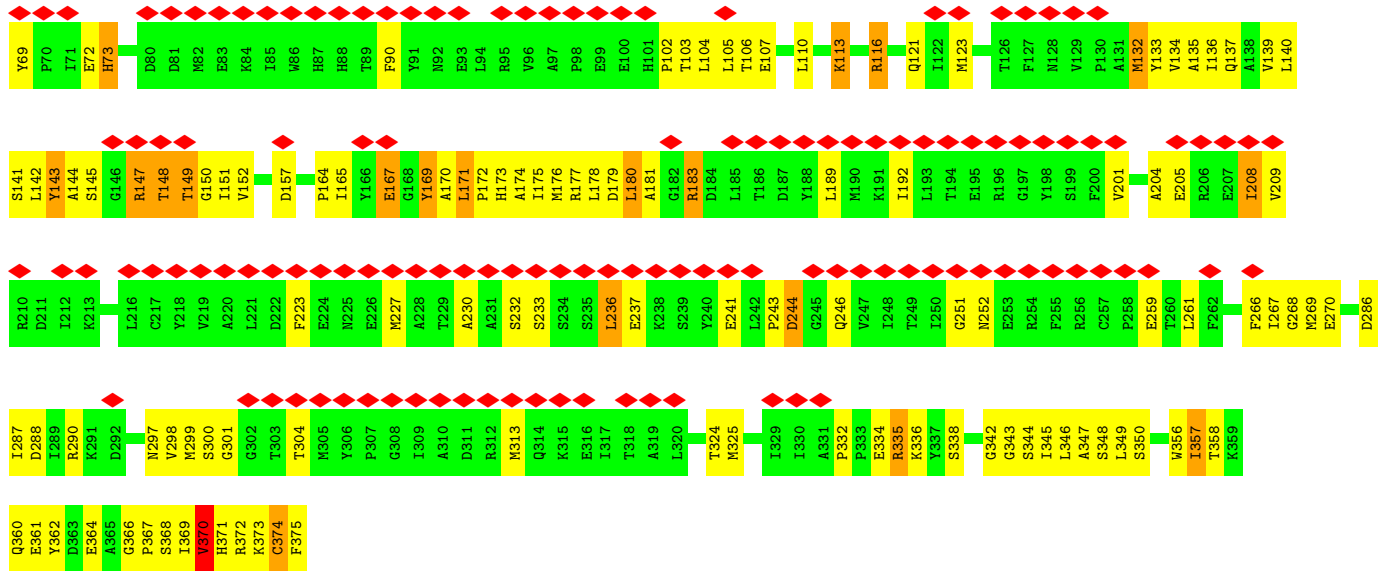 Y69 P70 I71 E72 H73 D80 D81 M82 E83 K84 I85 W86 H87 H88 T89 F90 Y91 N92 E93 L94 R95 V96 A97 P98 E99 E100 H101 P102 T103 L104 L105 T106 E107 L110 K113 R116 Q121 I122 M123 T126 F127 N128 V129 P130 A131 M132 Y133 V134 A135 I136 Q137 A138 V139 L140
S141 L142 Y143 A144 S145 G146 R147 T148 T149 G150 I151 V152 D157 P164 I165 Y166 E167 G168 Y169 A170 L171 P172 H173 A174 I175 M176 R177 L178 D179 L180 A181 G182 R183 D184 L185 T186 D187 Y188 L189 M190 K191 I192 L193 T194 E195 R196 G197 Y198 S199 F200 V201 A204 E205 R206 E207 I208 V209
R210 D211 I212 K213 L216 C217 Y218 V219 A220 L221 D222 F223 E224 N225 E226 M227 A228 T229 A230 A231 S232 S233 S234 S235 L236 E237 K238 S239 Y240 E241 L242 P243 D244 G245 Q246 V247 I248 T249 I250 G251 N252 E253 R254 F255 R256 C257 P258 E259 T260 L261 F262 F266 I267 G268 M269 E270 D286
I287 D288 I289 R290 K291 D292 N297 V298 M299 S300 G301 G302 T303 T304 M305 Y306 P307 G308 I309 A310 D311 R312 M313 Q314 K315 E316 I317 T318 A319 L320 T324 M325 I329 I330 A331 P332 P333 E334 R335 K336 Y337 S338 G342 G343 S344 I345 L346 A347 S348 L349 S350 W356 I357 T358 K359
Q360 E361 Y362 D363 E364 A365 G366 P367 S368 I369 V370 H371 R372 K373 C374 F375